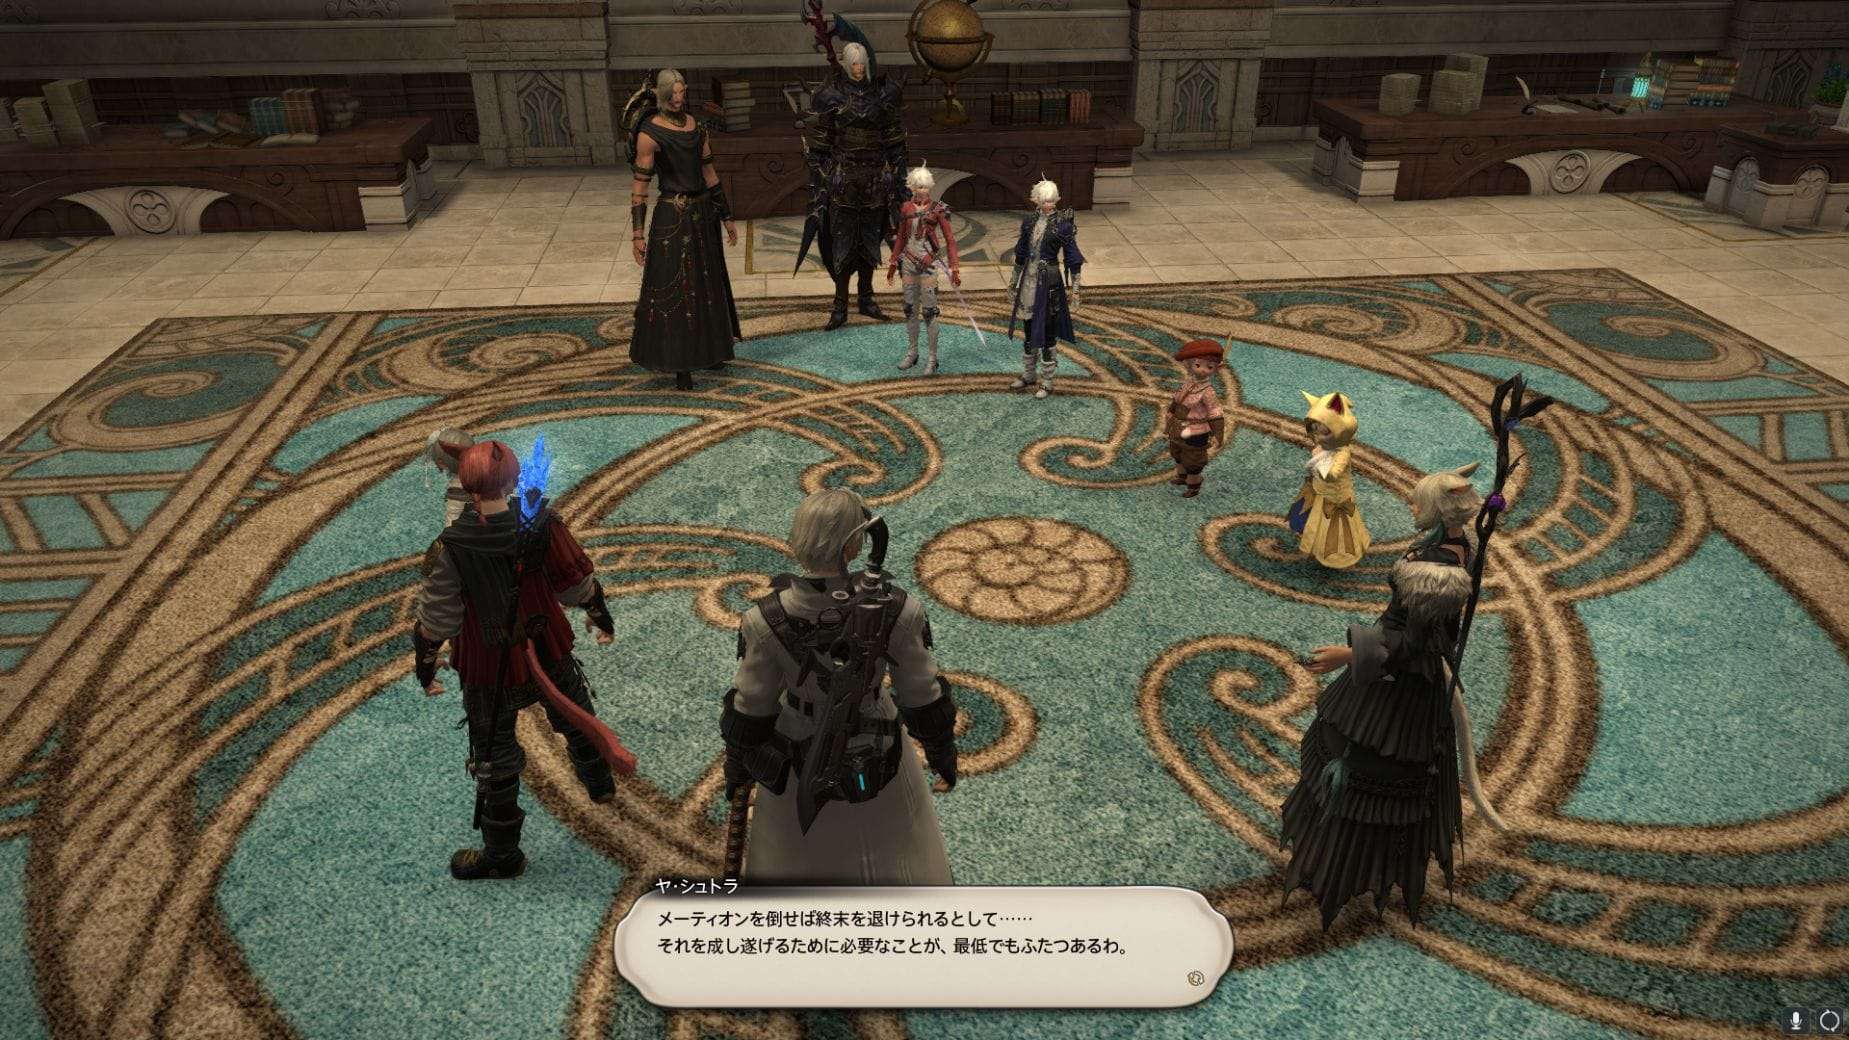 ヤ・シュトラ
メーティオンを倒せば終末を退けられるとして……
それを成し遂げるために必要なことが、最低でもふたつあるわ。